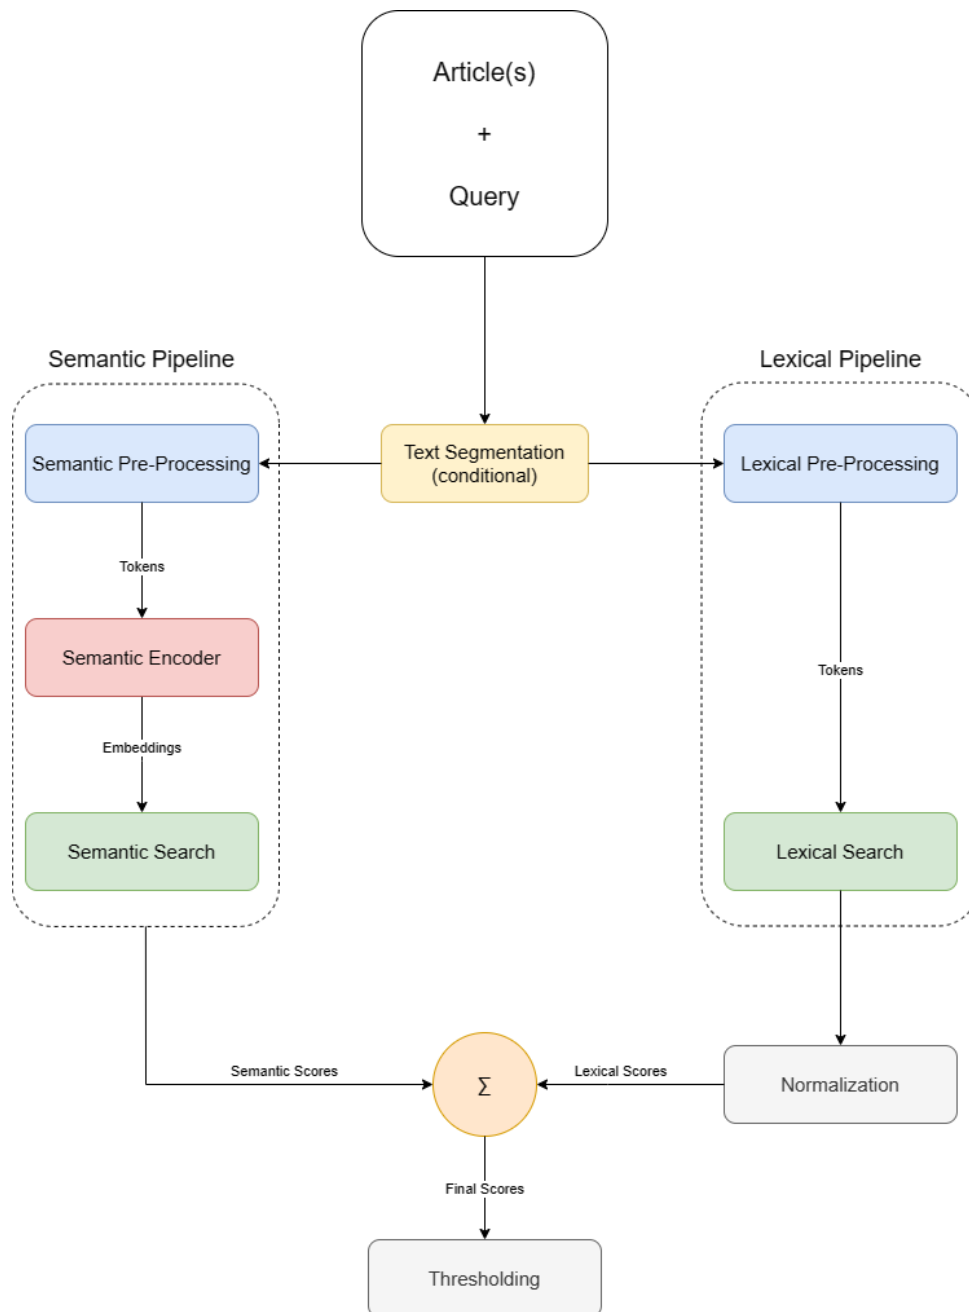 Article(s)
+
Query
Semantic Pipeline
Lexical Pipeline
Semantic Pre-Processing
Text Segmentation
(conditional)
Lexical Pre-Processing
Tokens
Semantic Encoder
Tokens
Embeddings
Semantic Search
Lexical Search
Semantic Scores
Σ
Lexical Scores
Normalization
Final Scores
Thresholding